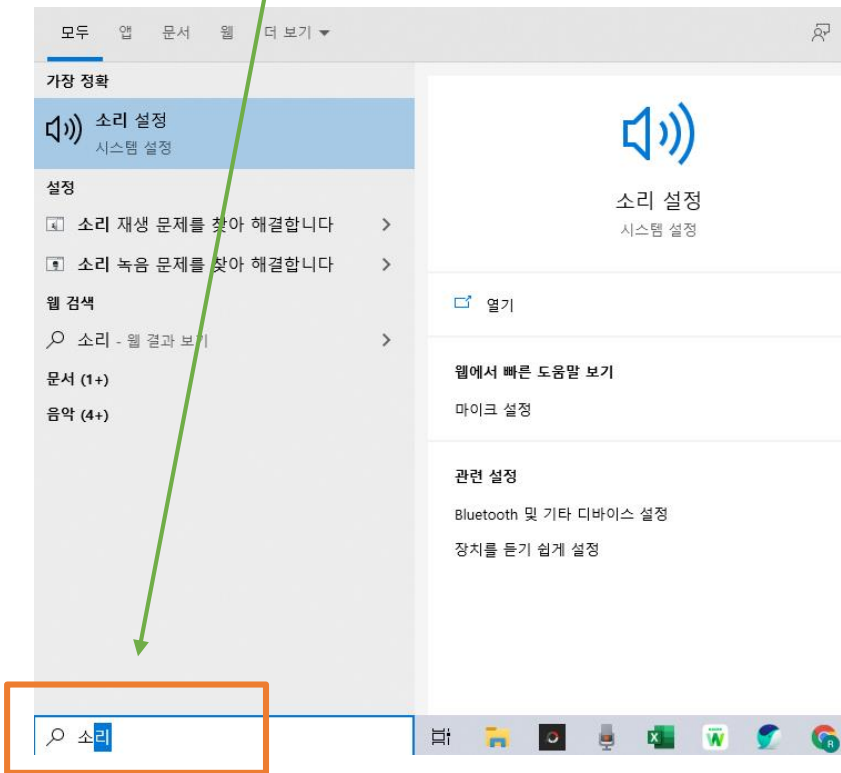 모두 앱 문서 웹 더 보기
가장 정확
소리 설정
시스템 설정
설정
소리 재생 문제를 찾아 해결합니다
소리 녹음 문제를 찾아 해결합니다
웹 검색
소리 - 웹 결과 보기
문서 (1+)
음악 (4+)
소리 설정
시스템 설정
열기
웹에서 빠른 도움말 보기
마이크 설정
관련 설정
Bluetooth 및 기타 디바이스 설정
장치를 듣기 쉽게 설정
소리